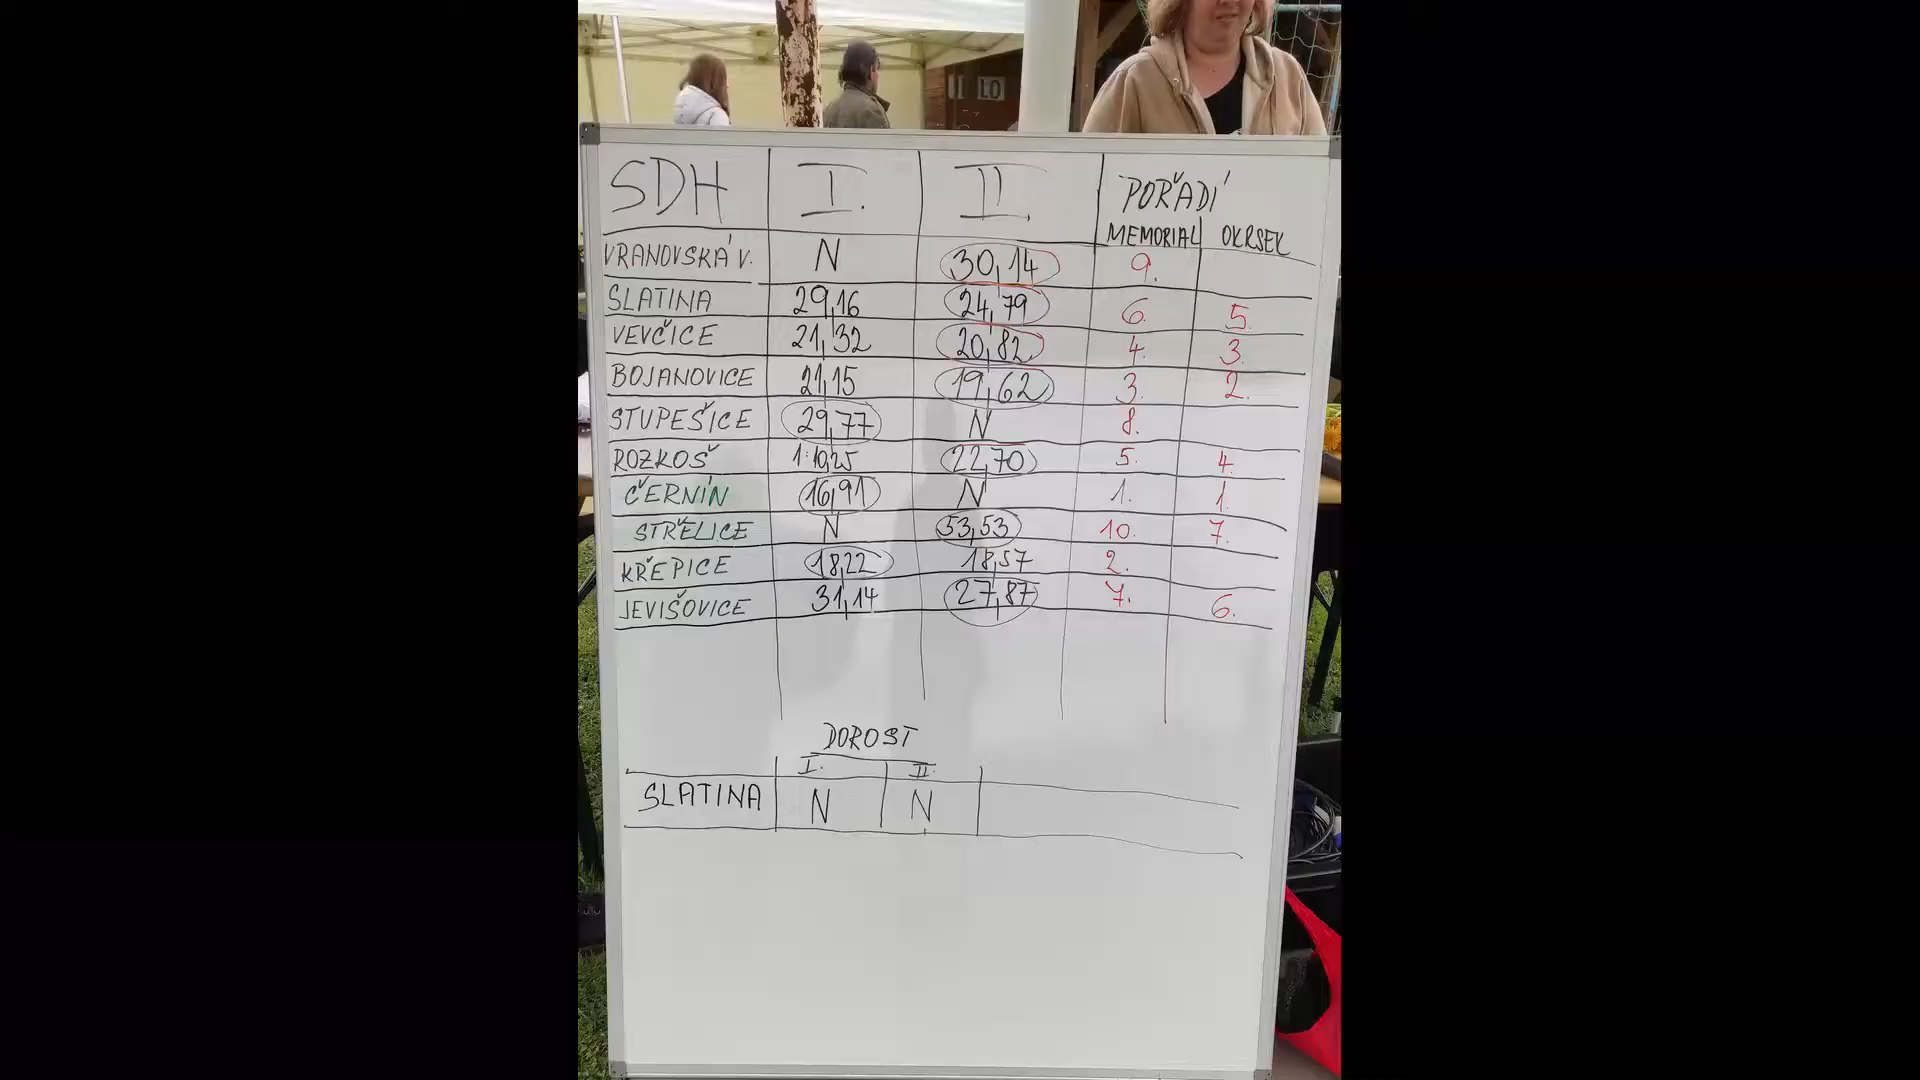 LO
SDH I. II. POŘADÍ
MEMORIAL OKRSEK
VRANOVSKÁ V. N 30,14 9.
SLATINA 29,16 24,79 6. 5.
VEVČICE 21,32 20,82 4. 3.
BOJANOVICE 21,15 19,62 3. 2.
STUPEŠICE 29,77 N 8.
ROZKOŠ 1:10,25 22,70 5. 4.
ČERNÍN 16,91 N 1. 1.
STŘELICE N 53,53 10. 7.
KŘEPICE 18,22 18,57 2.
JEVIŠOVICE 31,14 27,87 7. 6.
DOROST
I. II.
SLATINA N N